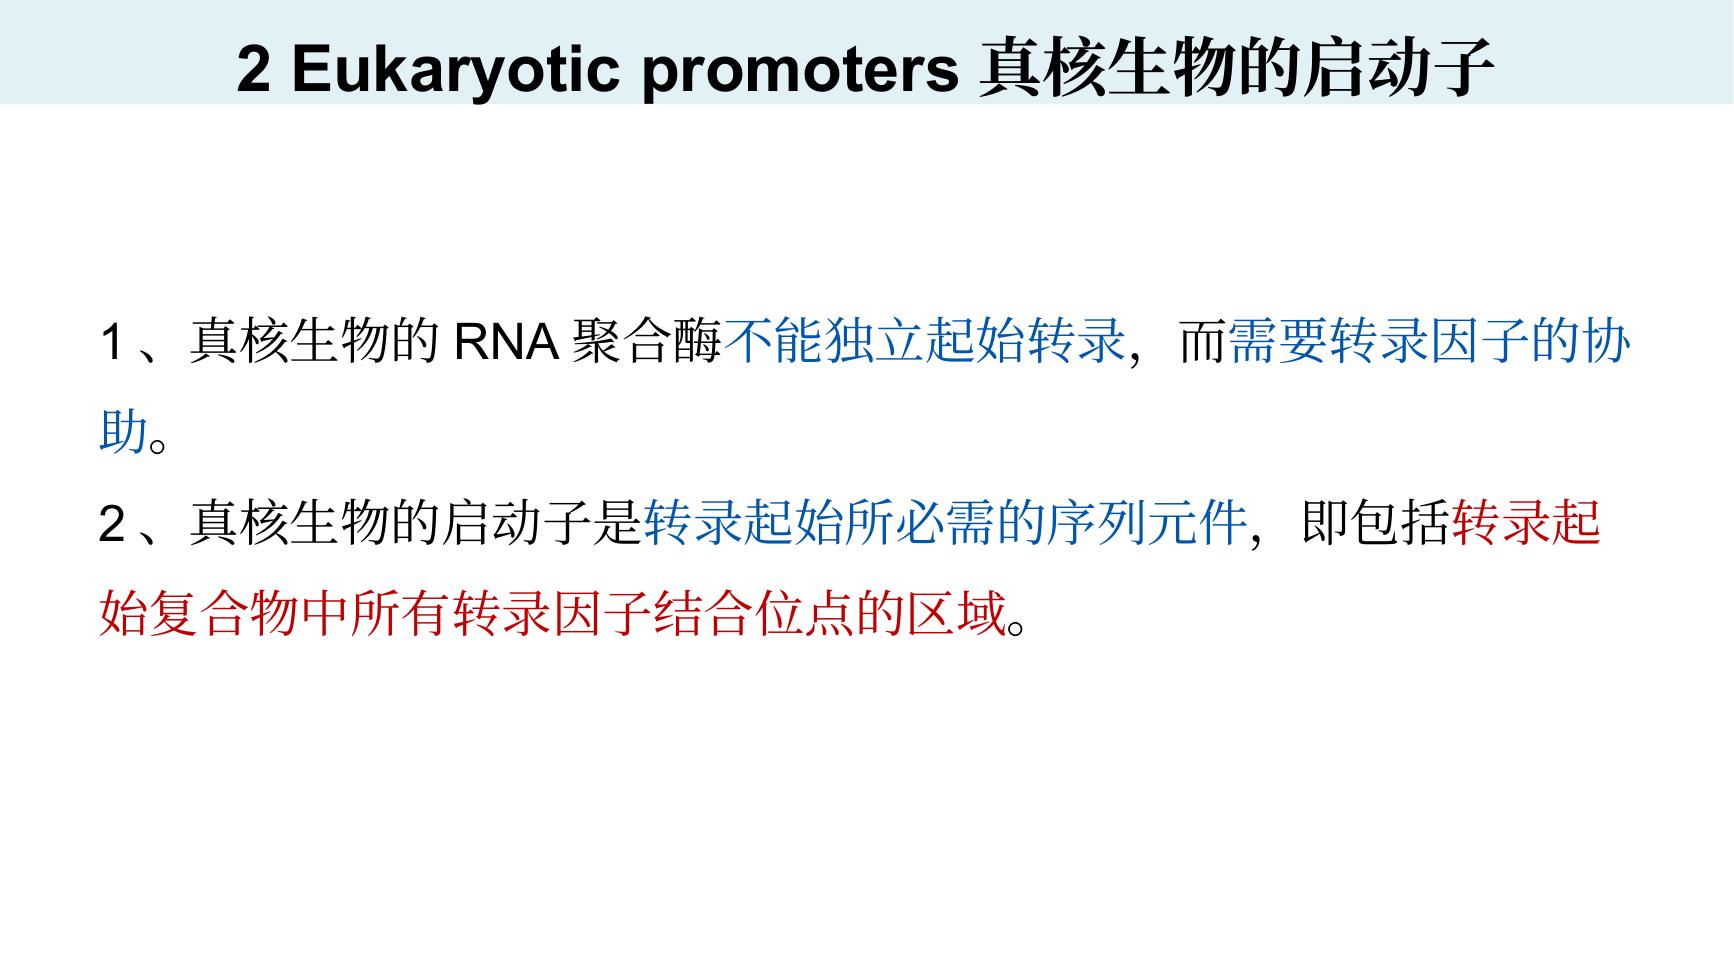 2 Eukaryotic promoters 真核生物的启动子
1、真核生物的 RNA 聚合酶不能独立起始转录，而需要转录因子的协
助。
2、真核生物的启动子是转录起始所必需的序列元件，即包括转录起
始复合物中所有转录因子结合位点的区域。